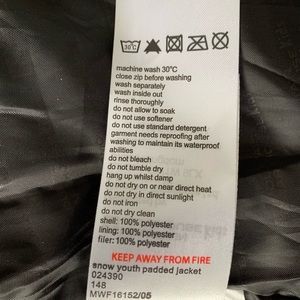 30°C
machine wash 30°C
close zip before washing
wash separately
wash inside out
rinse thoroughly
do not allow to soak
do not use softener
do not use standard detergent
garment needs reproofing after
washing to maintain its waterproof
abilities
do not bleach
do not tumble dry
hang up whilst damp
do not dry on or near direct heat
do not dry in direct sunlight
do not iron
do not dry clean
shell: 100% polyester
lining: 100% polyester
filer: 100% polyester
KEEP AWAY FROM FIRE
snow youth padded jacket
024390
148
MWF16152/05